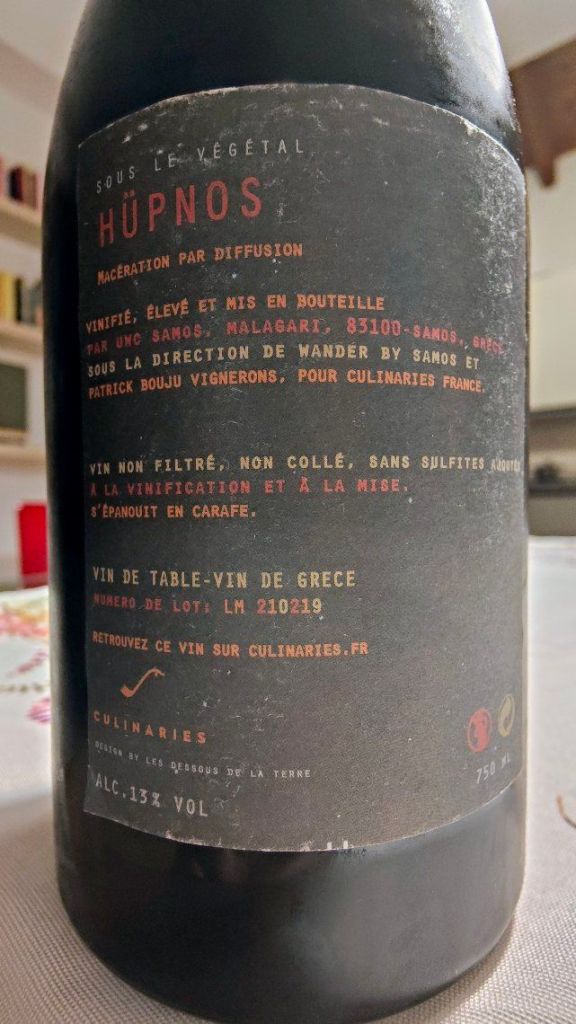 SOUS LE VÉGÉTAL
HÜPNOS
MACÉRATION PAR DIFFUSION
VINIFIÉ, ÉLEVÉ ET MIS EN BOUTEILLE
PAR UWC SAMOS, MALAGARI, 83100-SAMOS, GRÈCE,
SOUS LA DIRECTION DE WANDER BY SAMOS ET
PATRICK BOUJU VIGNERONS, POUR CULINARIES FRANCE.
VIN NON FILTRÉ, NON COLLÉ, SANS SULFITES AJOUTÉS
À LA VINIFICATION ET À LA MISE.
S'ÉPANOUIT EN CARAFE.
VIN DE TABLE-VIN DE GRECE
NUMERO DE LOT: LM 210219
RETROUVEZ CE VIN SUR CULINARIES.FR
CULINARIES
DESIGN BY LES DESSOUS DE LA TERRE
ALC.13% VOL
750 ML